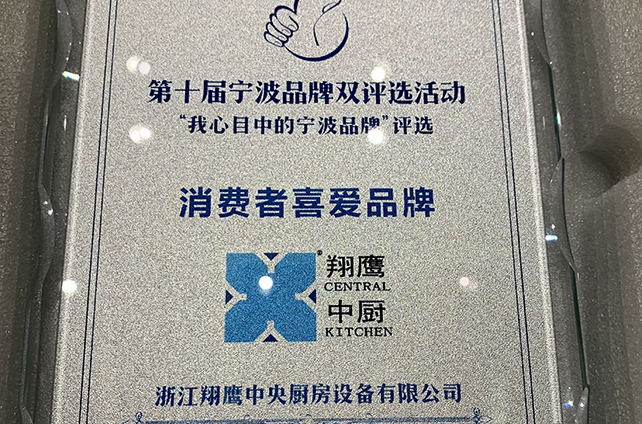 第十届宁波品牌双评选活动
“我心目中的宁波品牌”评选
消费者喜爱品牌
翔鹰®
CENTRAL
中厨
KITCHEN
浙江翔鹰中央厨房设备有限公司